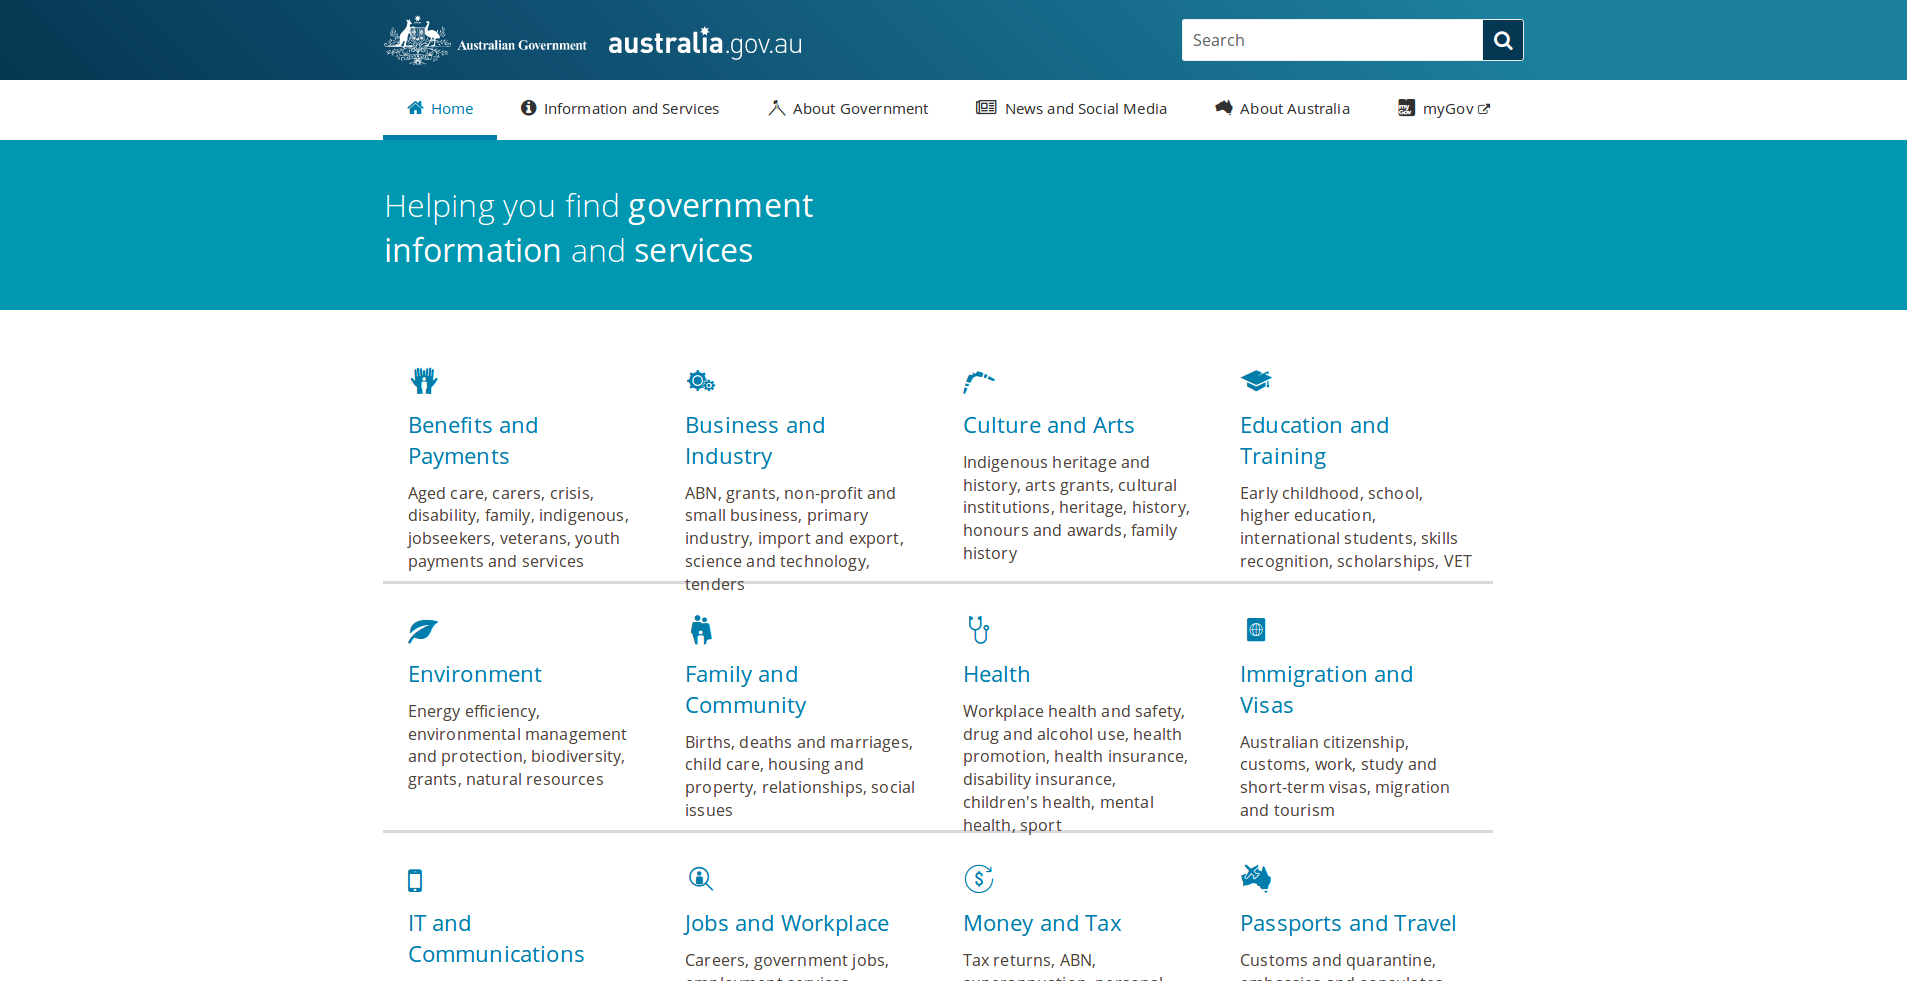 Australian Government
australia.gov.au
Search
Home
Information and Services
About Government
News and Social Media
About Australia
my Gov
myGov
Helping you find government
information and services
Benefits and
Payments
Aged care, carers, crisis,
disability, family, indigenous,
jobseekers, veterans, youth
payments and services
Business and
Industry
ABN, grants, non-profit and
small business, primary
industry, import and export,
science and technology,
tenders
Culture and Arts
Indigenous heritage and
history, arts grants, cultural
institutions, heritage, history,
honours and awards, family
history
Education and
Training
Early childhood, school,
higher education,
international students, skills
recognition, scholarships, VET
Environment
Energy efficiency,
environmental management
and protection, biodiversity,
grants, natural resources
Family and
Community
Births, deaths and marriages,
child care, housing and
property, relationships, social
issues
Health
Workplace health and safety,
drug and alcohol use, health
promotion, health insurance,
disability insurance,
children's health, mental
health, sport
Immigration and
Visas
Australian citizenship,
customs, work, study and
short-term visas, migration
and tourism
IT and
Communications
Jobs and Workplace
Careers, government jobs,
employment services
Money and Tax
Tax returns, ABN,
superannuation, personal
Passports and Travel
Customs and quarantine,
embassies and consulates